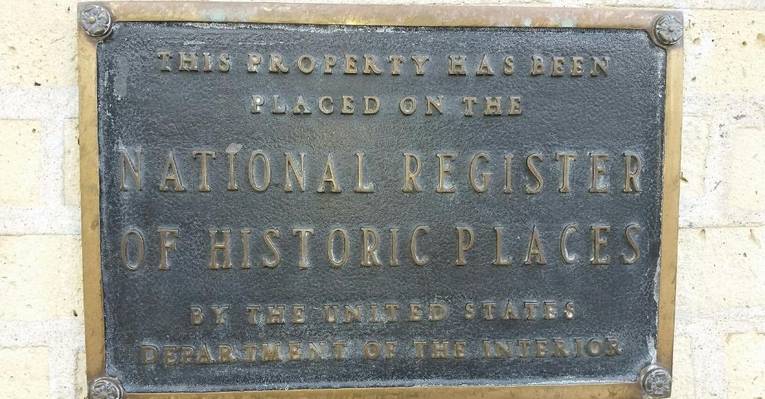 THIS PROPERTY HAS BEEN
PLACED ON THE
NATIONAL REGISTER
OF HISTORIC PLACES
BY THE UNITED STATES
DEPARTMENT OF THE INTERIOR